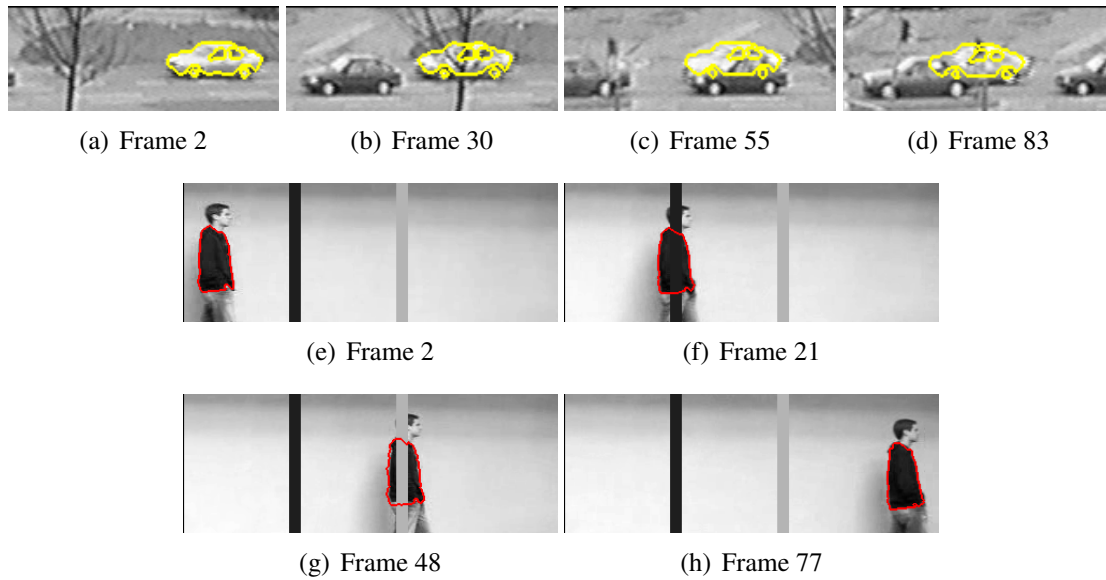 (a) Frame 2
(b) Frame 30
(c) Frame 55
(d) Frame 83
(e) Frame 2
(f) Frame 21
(g) Frame 48
(h) Frame 77